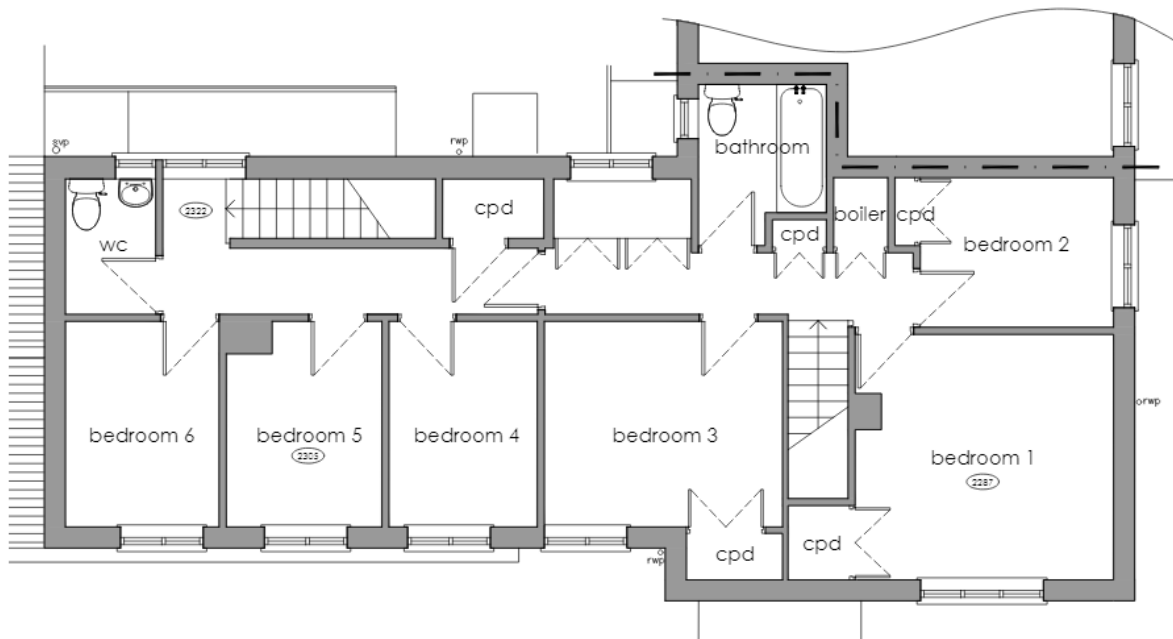 svp
rwp
bathroom
2322
cpd
boiler
cpd
wc
cpd
bedroom 2
rwp
bedroom 6
bedroom 5
bedroom 4
bedroom 3
bedroom 1
2305
2287
cpd
cpd
rwp